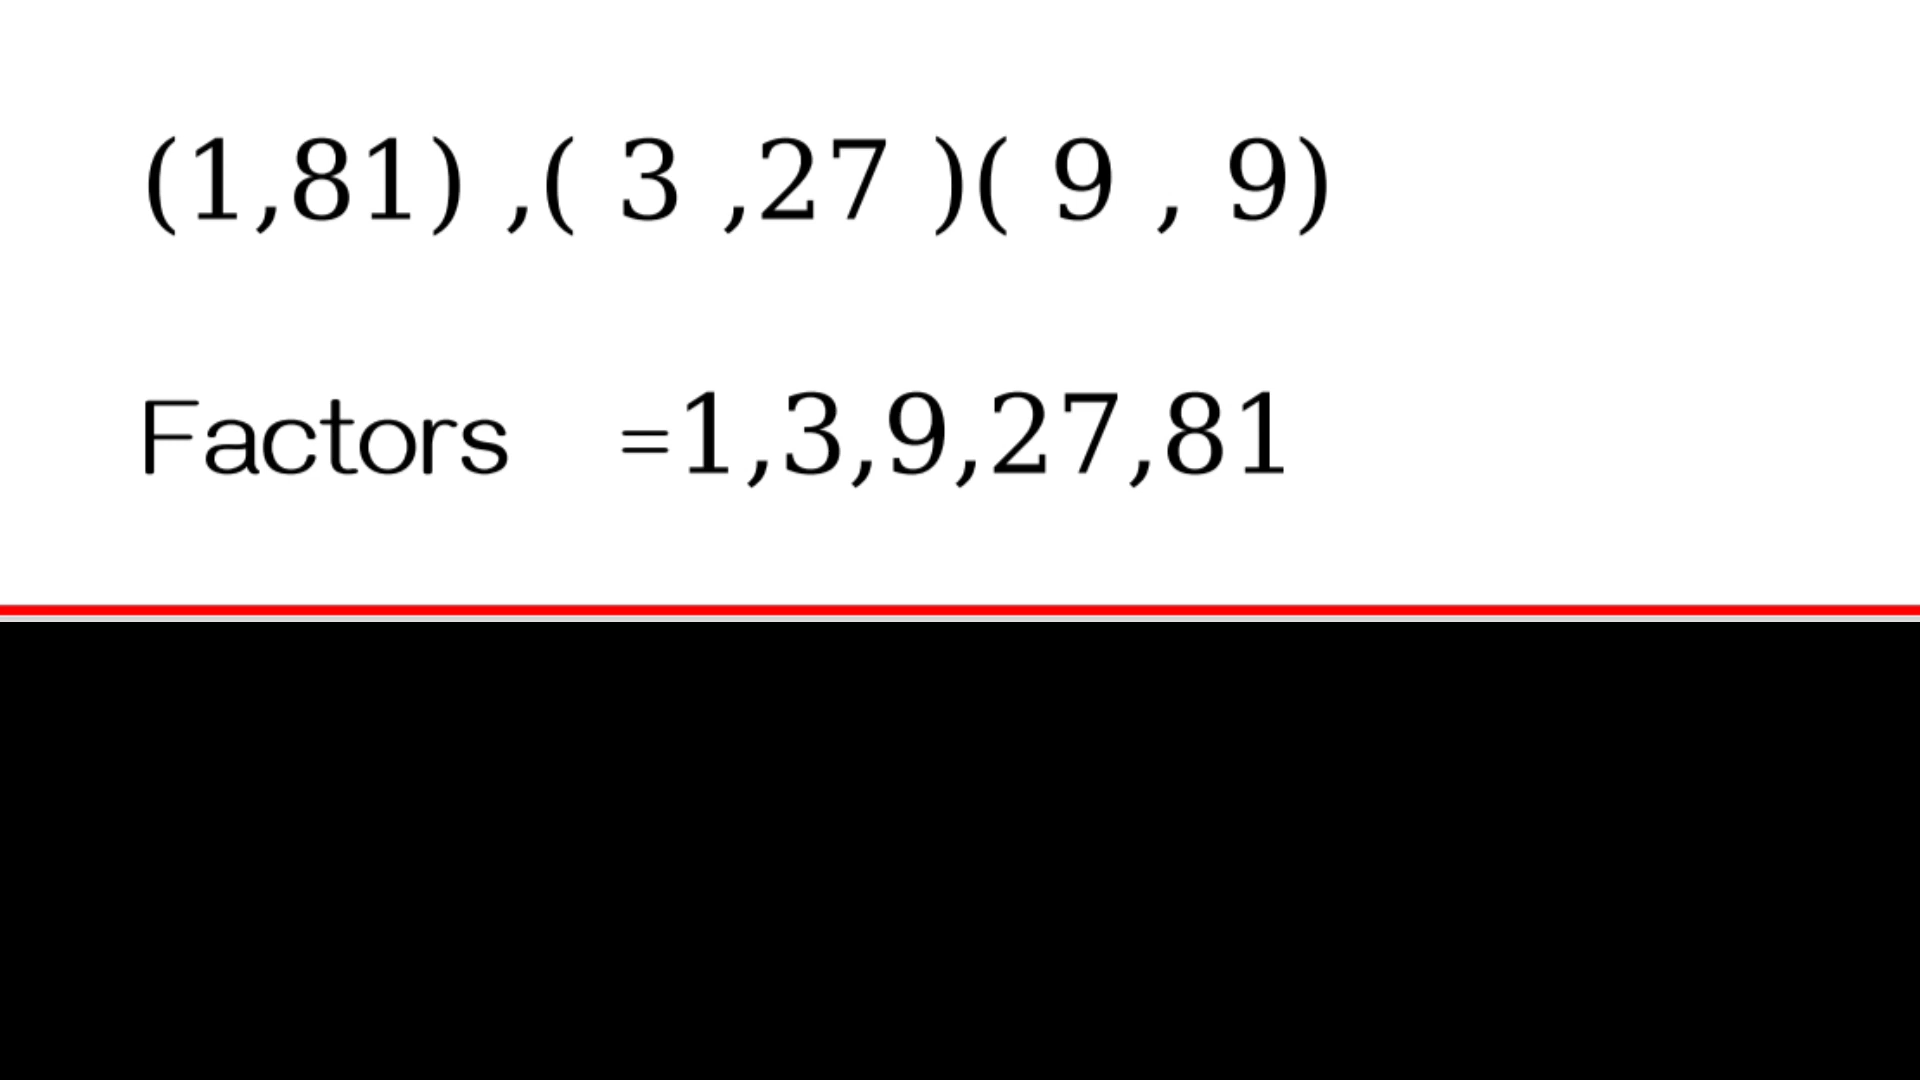 (1,81) ,( 3 ,27 )( 9 , 9)
Factors =1,3,9,27,81